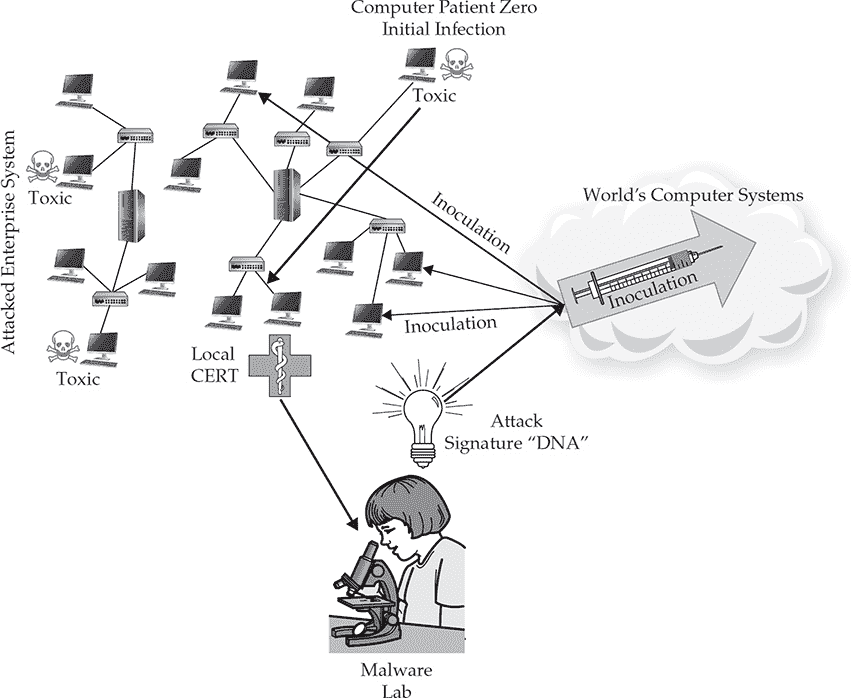 Computer Patient Zero
Initial Infection
Toxic
Attacked Enterprise System
Toxic
World's Computer Systems
Inoculation
Inoculation
Inoculation
Local
CERT
Toxic
Attack
Signature “DNA”
Malware
Lab